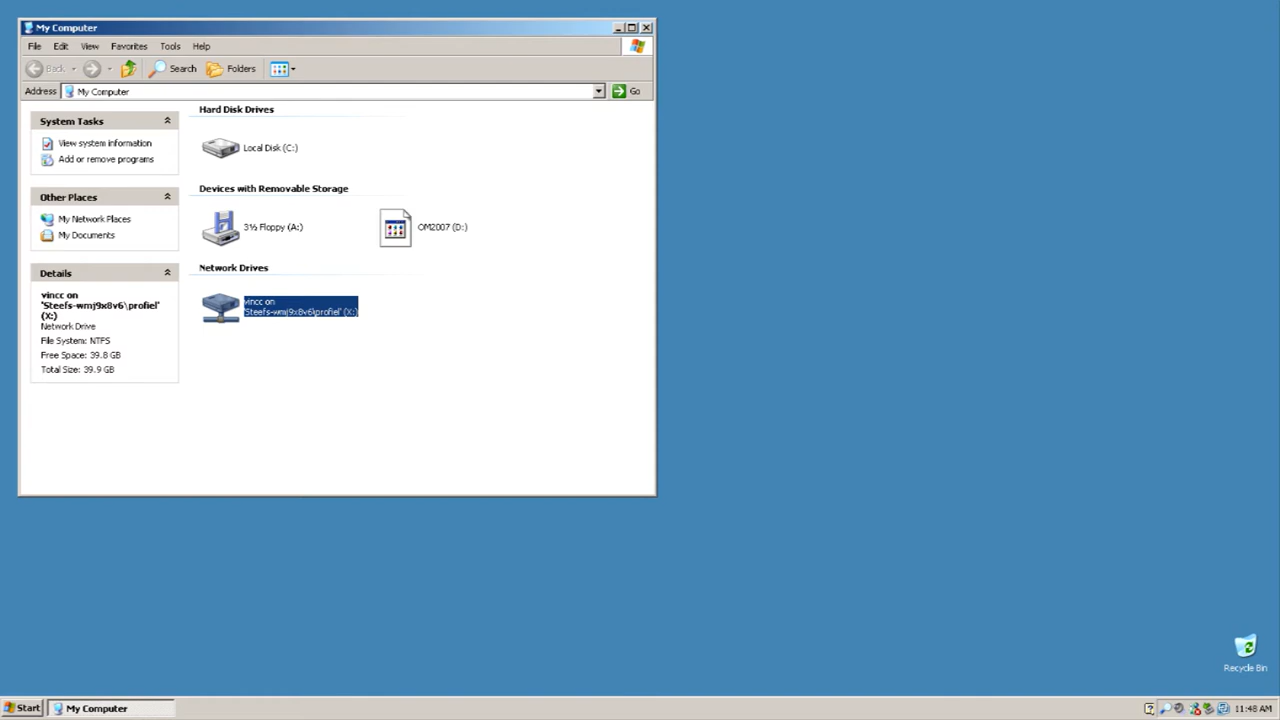 My Computer
File Edit View Favorites Tools Help
Back Search Folders
Address My Computer Go
System Tasks
View system information
Add or remove programs
Other Places
My Network Places
My Documents
Details
vincc on
'Steefs-wmj9x8v6\profiel'
(X:)
Network Drive
File System: NTFS
Free Space: 39.8 GB
Total Size: 39.9 GB
Hard Disk Drives
Local Disk (C:)
Devices with Removable Storage
3½ Floppy (A:) OM2007 (D:)
Network Drives
vincc on
'Steefs-wmj9x8v6\profiel' (X:)
Recycle Bin
Start My Computer 11:48 AM